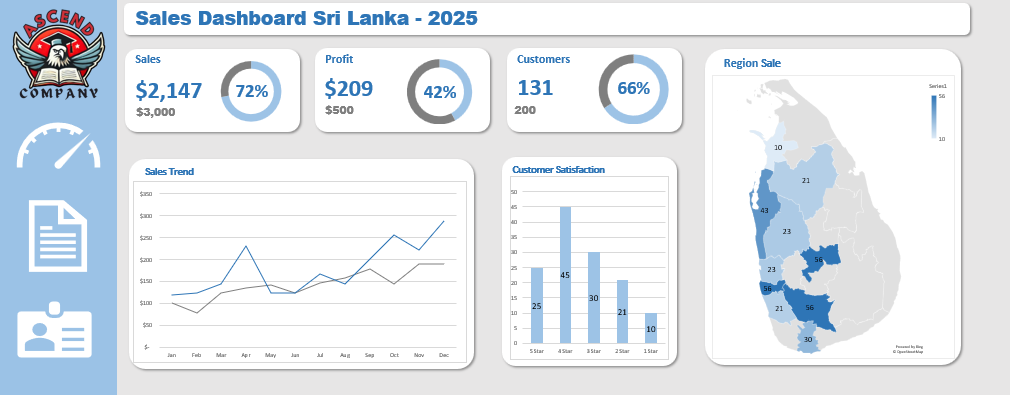 ASCEND
COMPANY
Sales Dashboard Sri Lanka - 2025
Sales
$2,147
$3,000
72%
Profit
$209
$500
42%
Customers
131
200
66%
Sales Trend
$350
$300
$250
$200
$150
$100
$50
$-
Jan Feb Mar Apr May Jun Jul Aug Sep Oct Nov Dec
Customer Satisfaction
50
45
40
35
30
25
20
15
10
5
0
25 45 30 21 10
5 Star 4 Star 3 Star 2 Star 1 Star
Region Sale
Series1
56
10
10
21
43
23
56
23
56
21
56
30
Powered by Bing
© OpenStreetMap